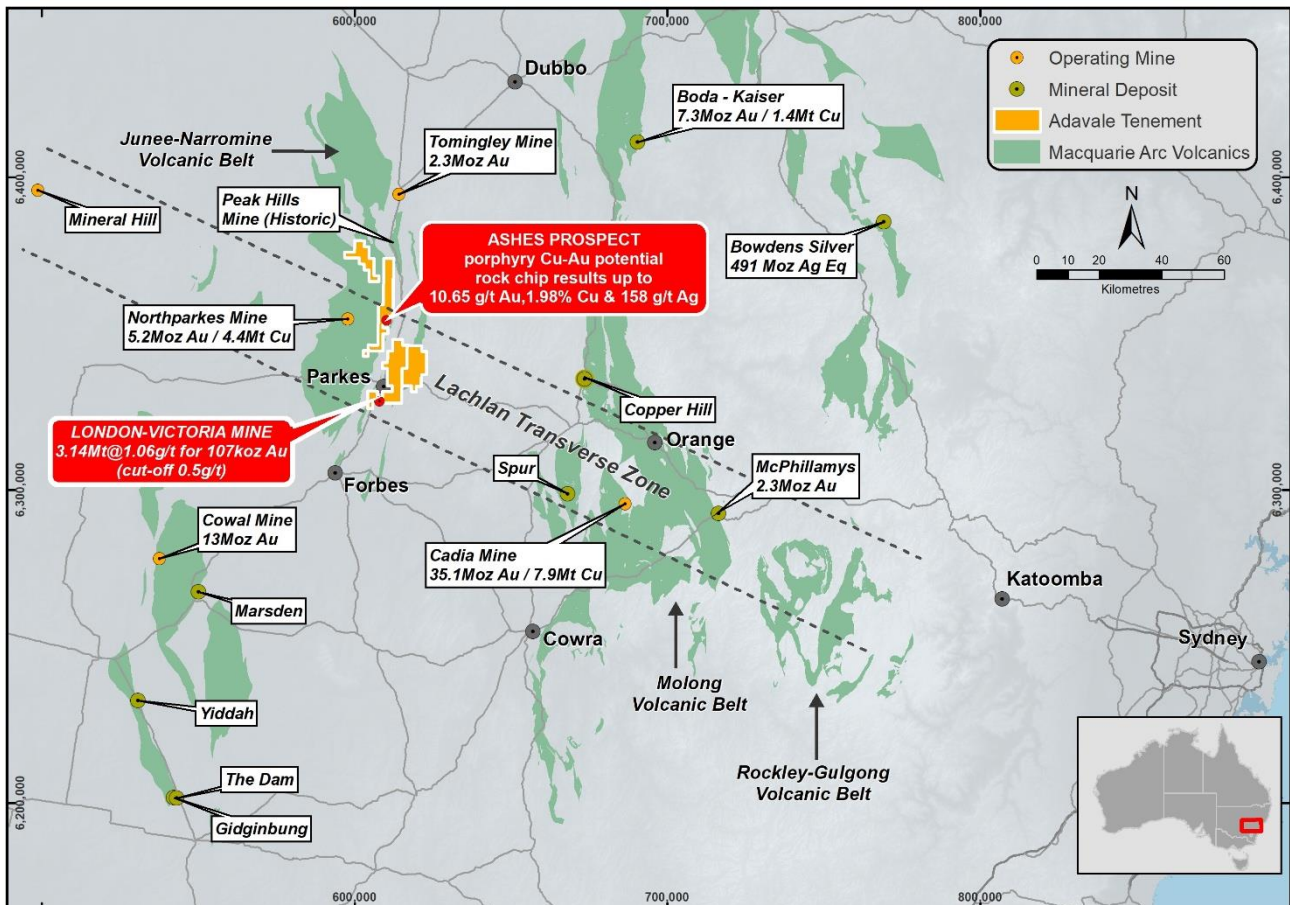 600,000
700,000
800,000
Operating Mine
Mineral Deposit
Adavale Tenement
Macquarie Arc Volcanics
N
0 10 20 40 60
Kilometres
6,400,000
6,400,000
Dubbo
Boda - Kaiser
7.3Moz Au / 1.4Mt Cu
Junee-Narromine
Volcanic Belt
Tomingley Mine
2.3Moz Au
Mineral Hill
Peak Hills
Mine (Historic)
Bowdens Silver
491 Moz Ag Eq
ASHES PROSPECT
porphyry Cu-Au potential
rock chip results up to
10.65 g/t Au,1.98% Cu & 158 g/t Ag
Northparkes Mine
5.2Moz Au / 4.4Mt Cu
Parkes
Lachlan Transverse Zone
Copper Hill
LONDON-VICTORIA MINE
3.14Mt@1.06g/t for 107koz Au
(cut-off 0.5g/t)
Orange
Forbes
Spur
McPhillamys
2.3Moz Au
6,300,000
6,300,000
Cowal Mine
13Moz Au
Cadia Mine
35.1Moz Au / 7.9Mt Cu
Marsden
Katoomba
Cowra
Sydney
Molong
Volcanic Belt
Yiddah
Rockley-Gulgong
Volcanic Belt
The Dam
Gidginbung
6,200,000
600,000
700,000
800,000